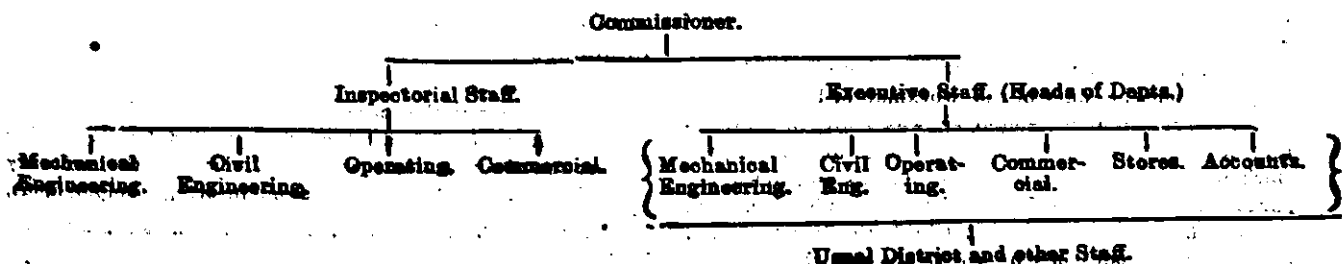 Commissioner.
Inspectorial Staff. Executive Staff. (Heads of Depts.)
Mechanical Civil Operating. Commercial. Mechanical Civil Operat- Commer- Stores. Accounts.
Engineering. Engineering. Engineering. Eng. ing. cial.
Usual District and other Staff.